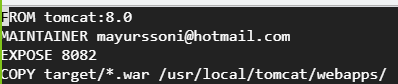 FROM tomcat:8.0
MAINTAINER mayurssoni@hotmail.com
EXPOSE 8082
COPY target/*.war /usr/local/tomcat/webapps/